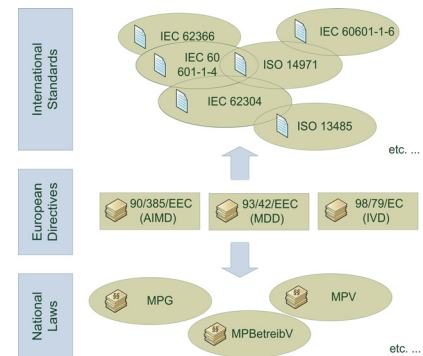 International
Standards
IEC 62366
IEC 60601-1-6
IEC 60
601-1-4
ISO 14971
IEC 62304
ISO 13485
etc. ...
European
Directives
90/385/EEC
(AIMD)
93/42/EEC
(MDD)
98/79/EC
(IVD)
National
Laws
§§
MPG
§§
MPV
§§
MPBetreibV
etc. ...